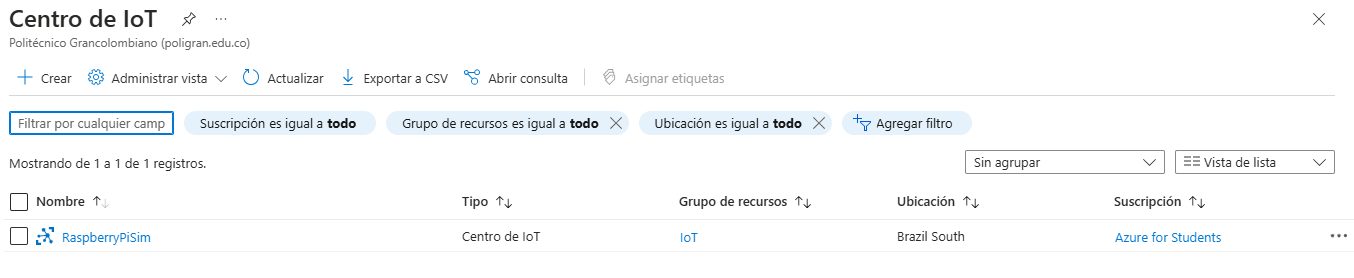 Centro de IoT
Politécnico Grancolombiano (poligran.edu.co)
Crear Administrar vista Actualizar Exportar a CSV Abrir consulta Asignar etiquetas
Filtrar por cualquier camp Suscripción es igual a todo Grupo de recursos es igual a todo Ubicación es igual a todo Agregar filtro
Mostrando de 1 a 1 de 1 registros. Sin agrupar Vista de lista
Nombre Tipo Grupo de recursos Ubicación Suscripción
RaspberryPiSim Centro de IoT IoT Brazil South Azure for Students